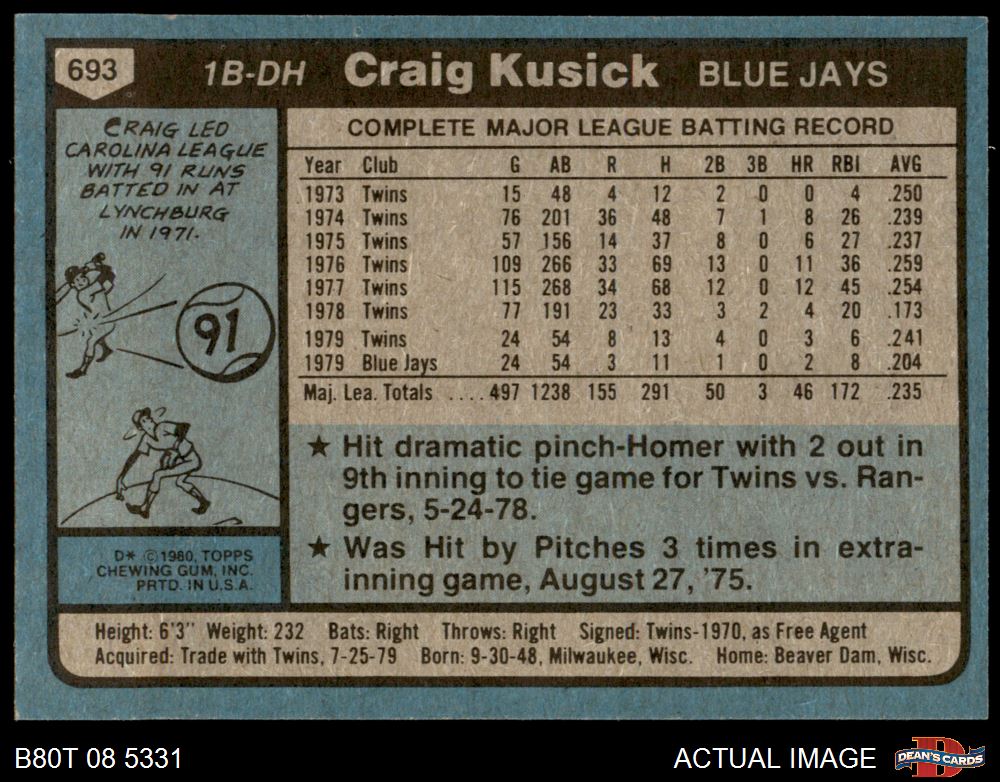 693 1B-DH Craig Kusick BLUE JAYS
CRAIG LED
CAROLINA LEAGUE
WITH 91 RUNS
BATTED IN AT
LYNCHBURG
IN 1971.
91
D* ©1980, TOPPS
CHEWING GUM, INC.
PRTD. IN U.S.A.
COMPLETE MAJOR LEAGUE BATTING RECORD
Year Club G AB R H 2B 3B HR RBI AVG
1973 Twins 15 48 4 12 2 0 0 4 .250
1974 Twins 76 201 36 48 7 1 8 26 .239
1975 Twins 57 156 14 37 8 0 6 27 .237
1976 Twins 109 266 33 69 13 0 11 36 .259
1977 Twins 115 268 34 68 12 0 12 45 .254
1978 Twins 77 191 23 33 3 2 4 20 .173
1979 Twins 24 54 8 13 4 0 3 6 .241
1979 Blue Jays 24 54 3 11 1 0 2 8 .204
Maj. Lea. Totals ....497 1238 155 291 50 3 46 172 .235
★ Hit dramatic pinch-Homer with 2 out in
9th inning to tie game for Twins vs. Ran-
gers, 5-24-78.
★ Was Hit by Pitches 3 times in extra-
inning game, August 27, '75.
Height: 6'3" Weight: 232 Bats: Right Throws: Right Signed: Twins-1970, as Free Agent
Acquired: Trade with Twins, 7-25-79 Born: 9-30-48, Milwaukee, Wisc. Home: Beaver Dam, Wisc.
B80T 08 5331 ACTUAL IMAGE D DEAN'S CARDS